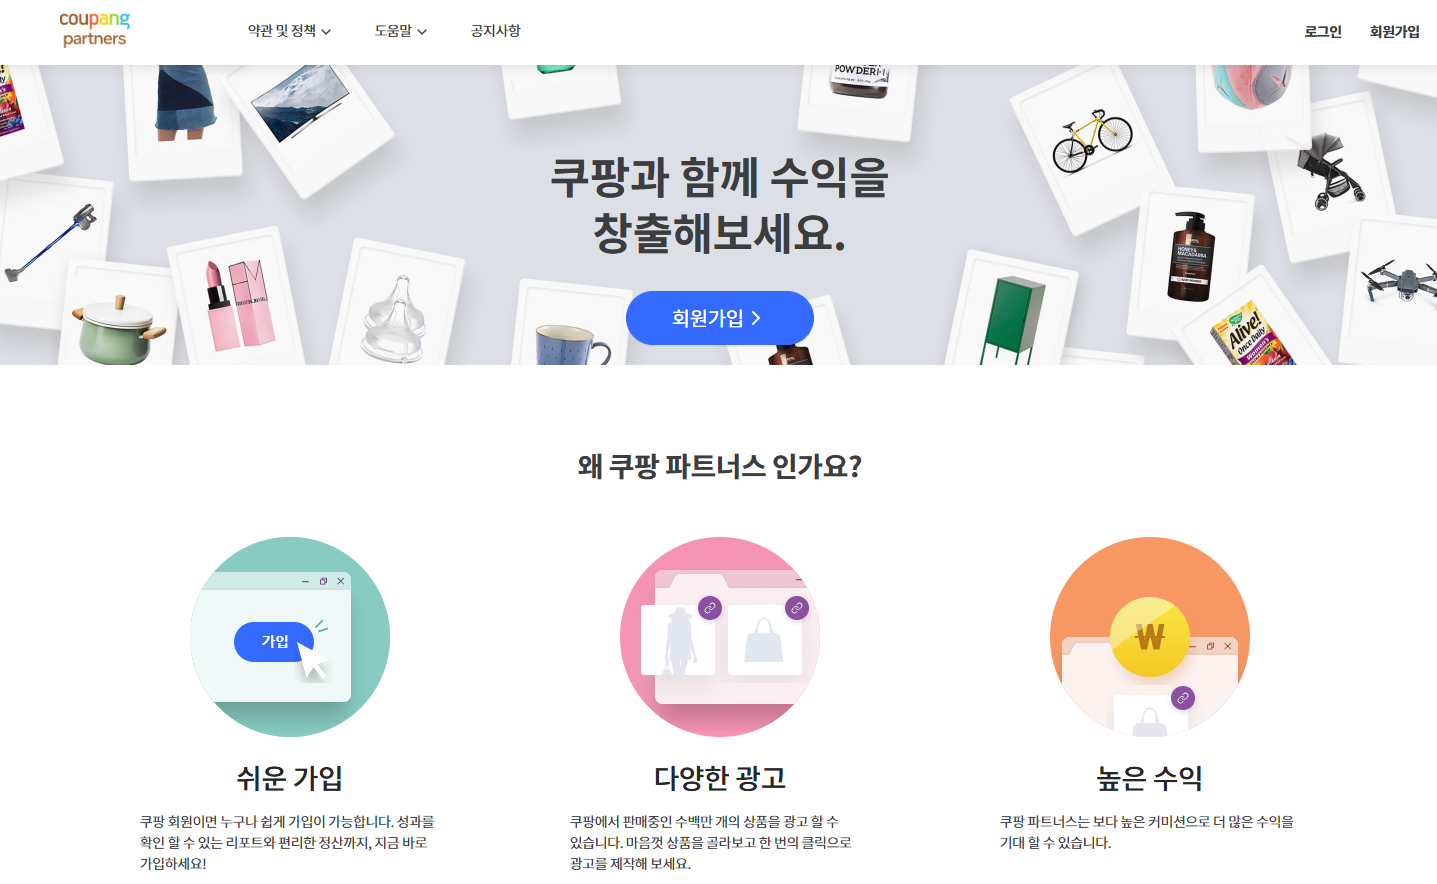 coupang
partners
약관 및 정책
도움말
공지사항
로그인
회원가입
POWDER
쿠팡과 함께 수익을
창출해보세요.
HONEY&
MACADAMIA
회원가입
Alive!
Once Daily
Women's
왜 쿠팡 파트너스 인가요?
가입
W
쉬운 가입
다양한 광고
높은 수익
쿠팡 회원이면 누구나 쉽게 가입이 가능합니다. 성과를
확인 할 수 있는 리포트와 편리한 정산까지, 지금 바로
가입하세요!
쿠팡에서 판매중인 수백만 개의 상품을 광고 할 수
있습니다. 마음껏 상품을 골라보고 한 번의 클릭으로
광고를 제작해 보세요.
쿠팡 파트너스는 보다 높은 커미션으로 더 많은 수익을
기대 할 수 있습니다.